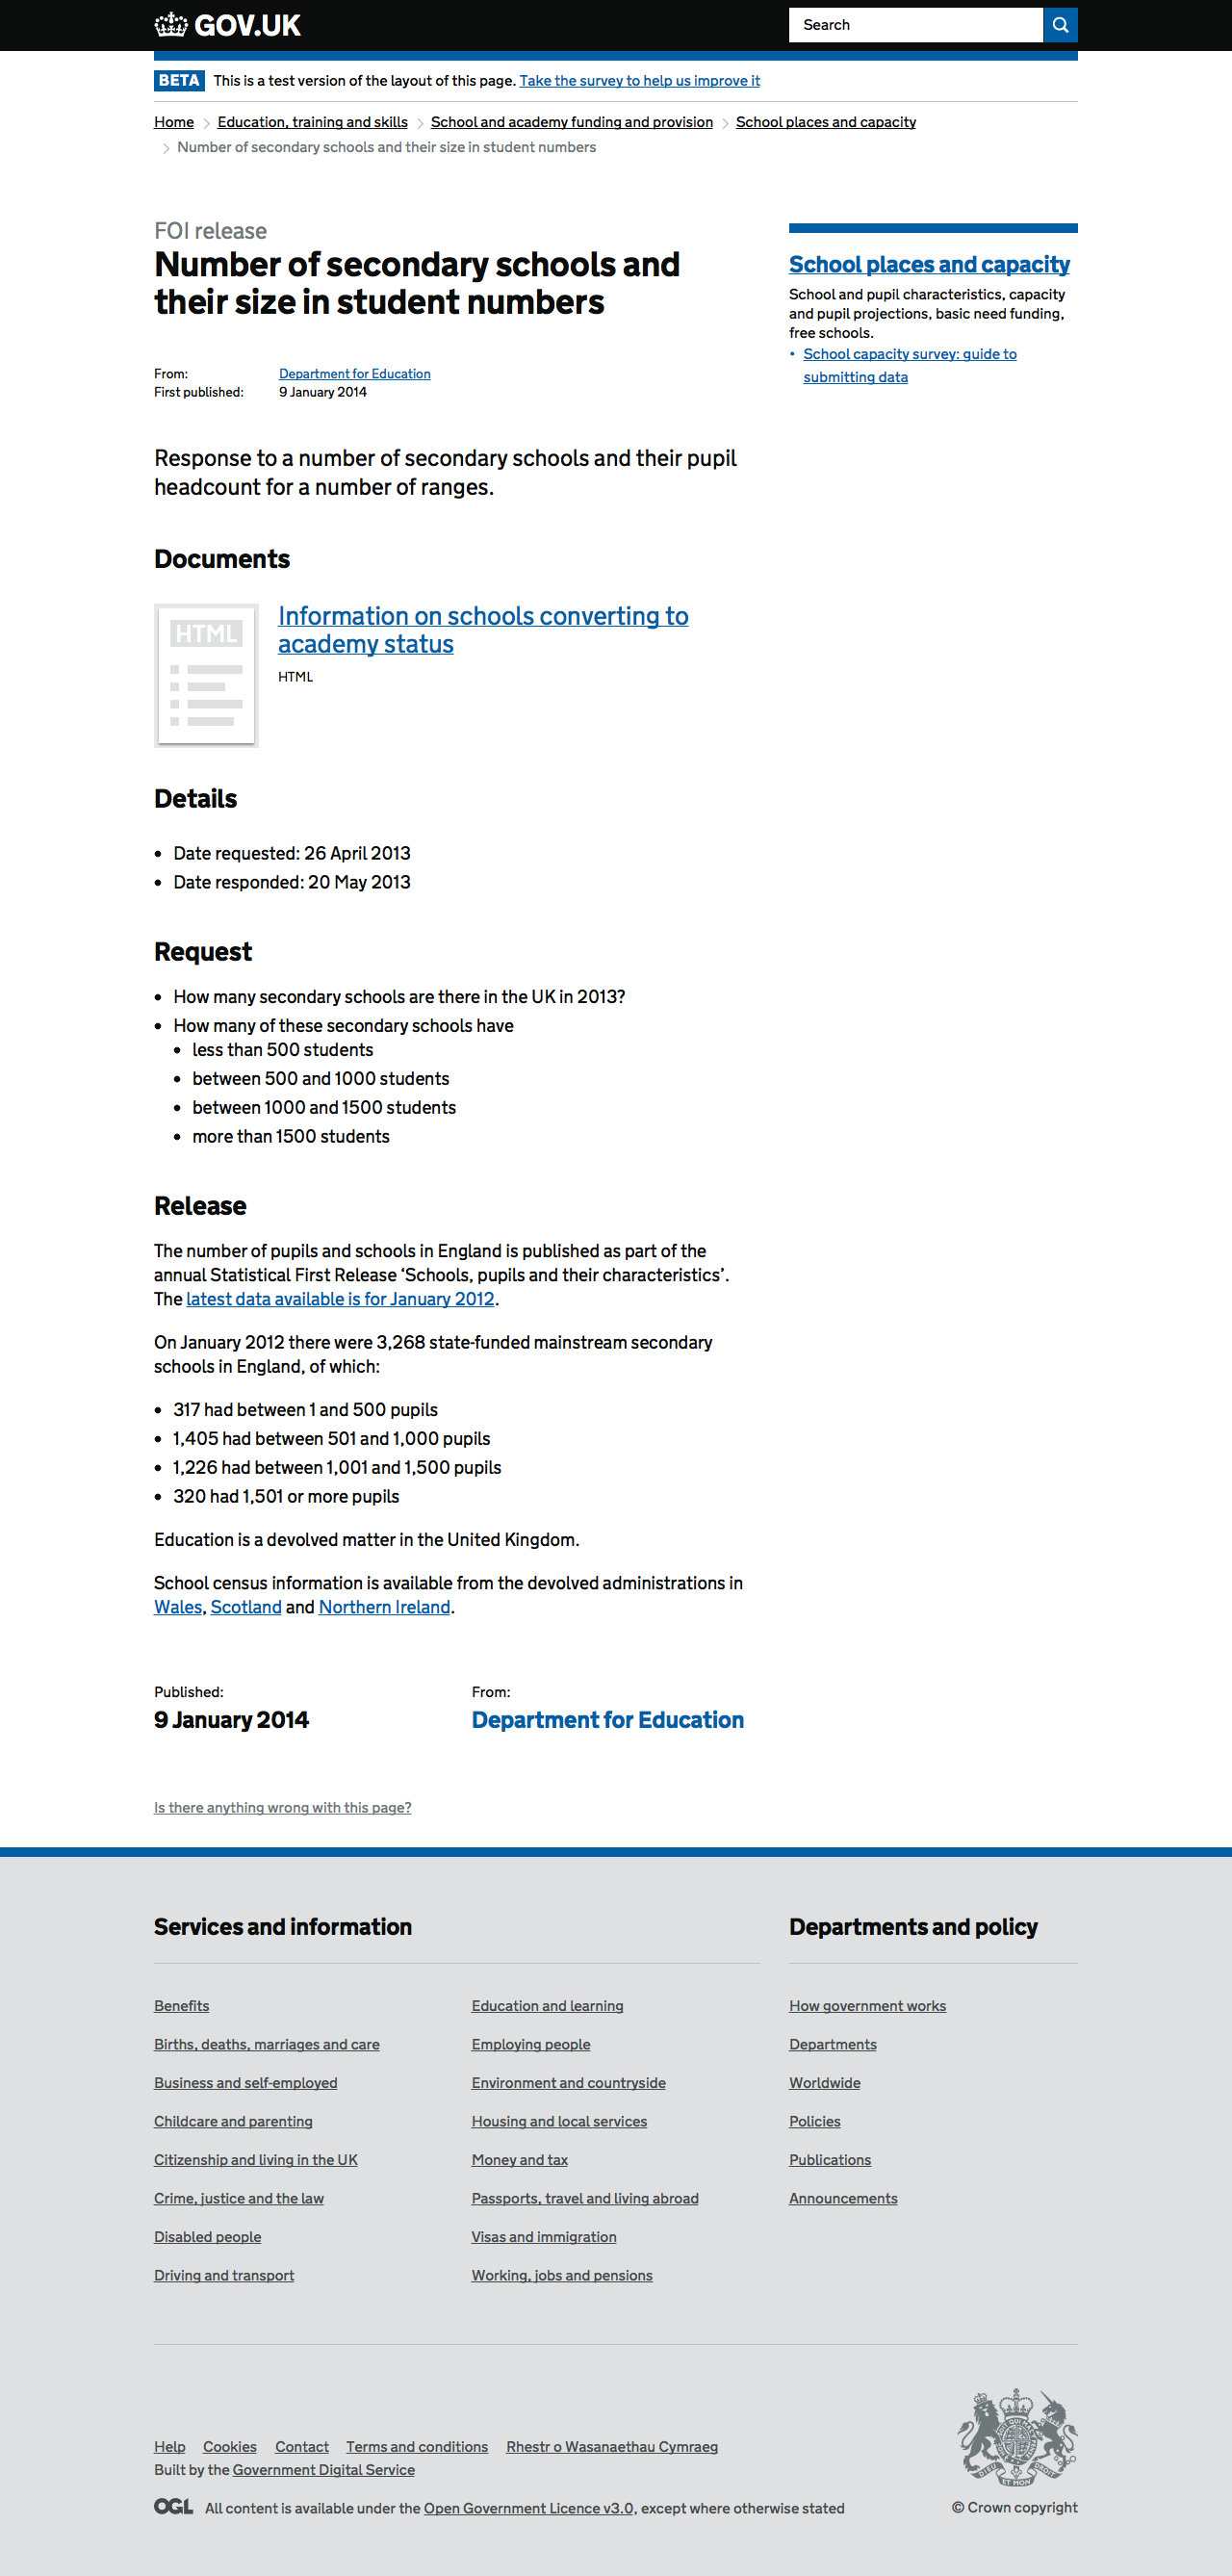 GOV.UK
Search
BETA This is a test version of the layout of this page. Take the survey to help us improve it
Home Education, training and skills School and academy funding and provision School places and capacity
Number of secondary schools and their size in student numbers
FOI release
Number of secondary schools and
their size in student numbers
From: Department for Education
First published: 9 January 2014
School places and capacity
School and pupil characteristics, capacity
and pupil projections, basic need funding,
free schools.
• School capacity survey: guide to
submitting data
Response to a number of secondary schools and their pupil
headcount for a number of ranges.
Documents
HTML
Information on schools converting to
academy status
HTML
Details
• Date requested: 26 April 2013
• Date responded: 20 May 2013
Request
• How many secondary schools are there in the UK in 2013?
• How many of these secondary schools have
• less than 500 students
• between 500 and 1000 students
• between 1000 and 1500 students
• more than 1500 students
Release
The number of pupils and schools in England is published as part of the
annual Statistical First Release ‘Schools, pupils and their characteristics’.
The latest data available is for January 2012.
On January 2012 there were 3,268 state-funded mainstream secondary
schools in England, of which:
• 317 had between 1 and 500 pupils
• 1,405 had between 501 and 1,000 pupils
• 1,226 had between 1,001 and 1,500 pupils
• 320 had 1,501 or more pupils
Education is a devolved matter in the United Kingdom.
School census information is available from the devolved administrations in
Wales, Scotland and Northern Ireland.
Published: From:
9 January 2014 Department for Education
Is there anything wrong with this page?
Services and information
Benefits
Births, deaths, marriages and care
Business and self-employed
Childcare and parenting
Citizenship and living in the UK
Crime, justice and the law
Disabled people
Driving and transport
Education and learning
Employing people
Environment and countryside
Housing and local services
Money and tax
Passports, travel and living abroad
Visas and immigration
Working, jobs and pensions
Departments and policy
How government works
Departments
Worldwide
Policies
Publications
Announcements
Help Cookies Contact Terms and conditions Rhestr o Wasanaethau Cymraeg
Built by the Government Digital Service
OGL All content is available under the Open Government Licence v3.0, except where otherwise stated
DIEU ET MON DROIT
© Crown copyright